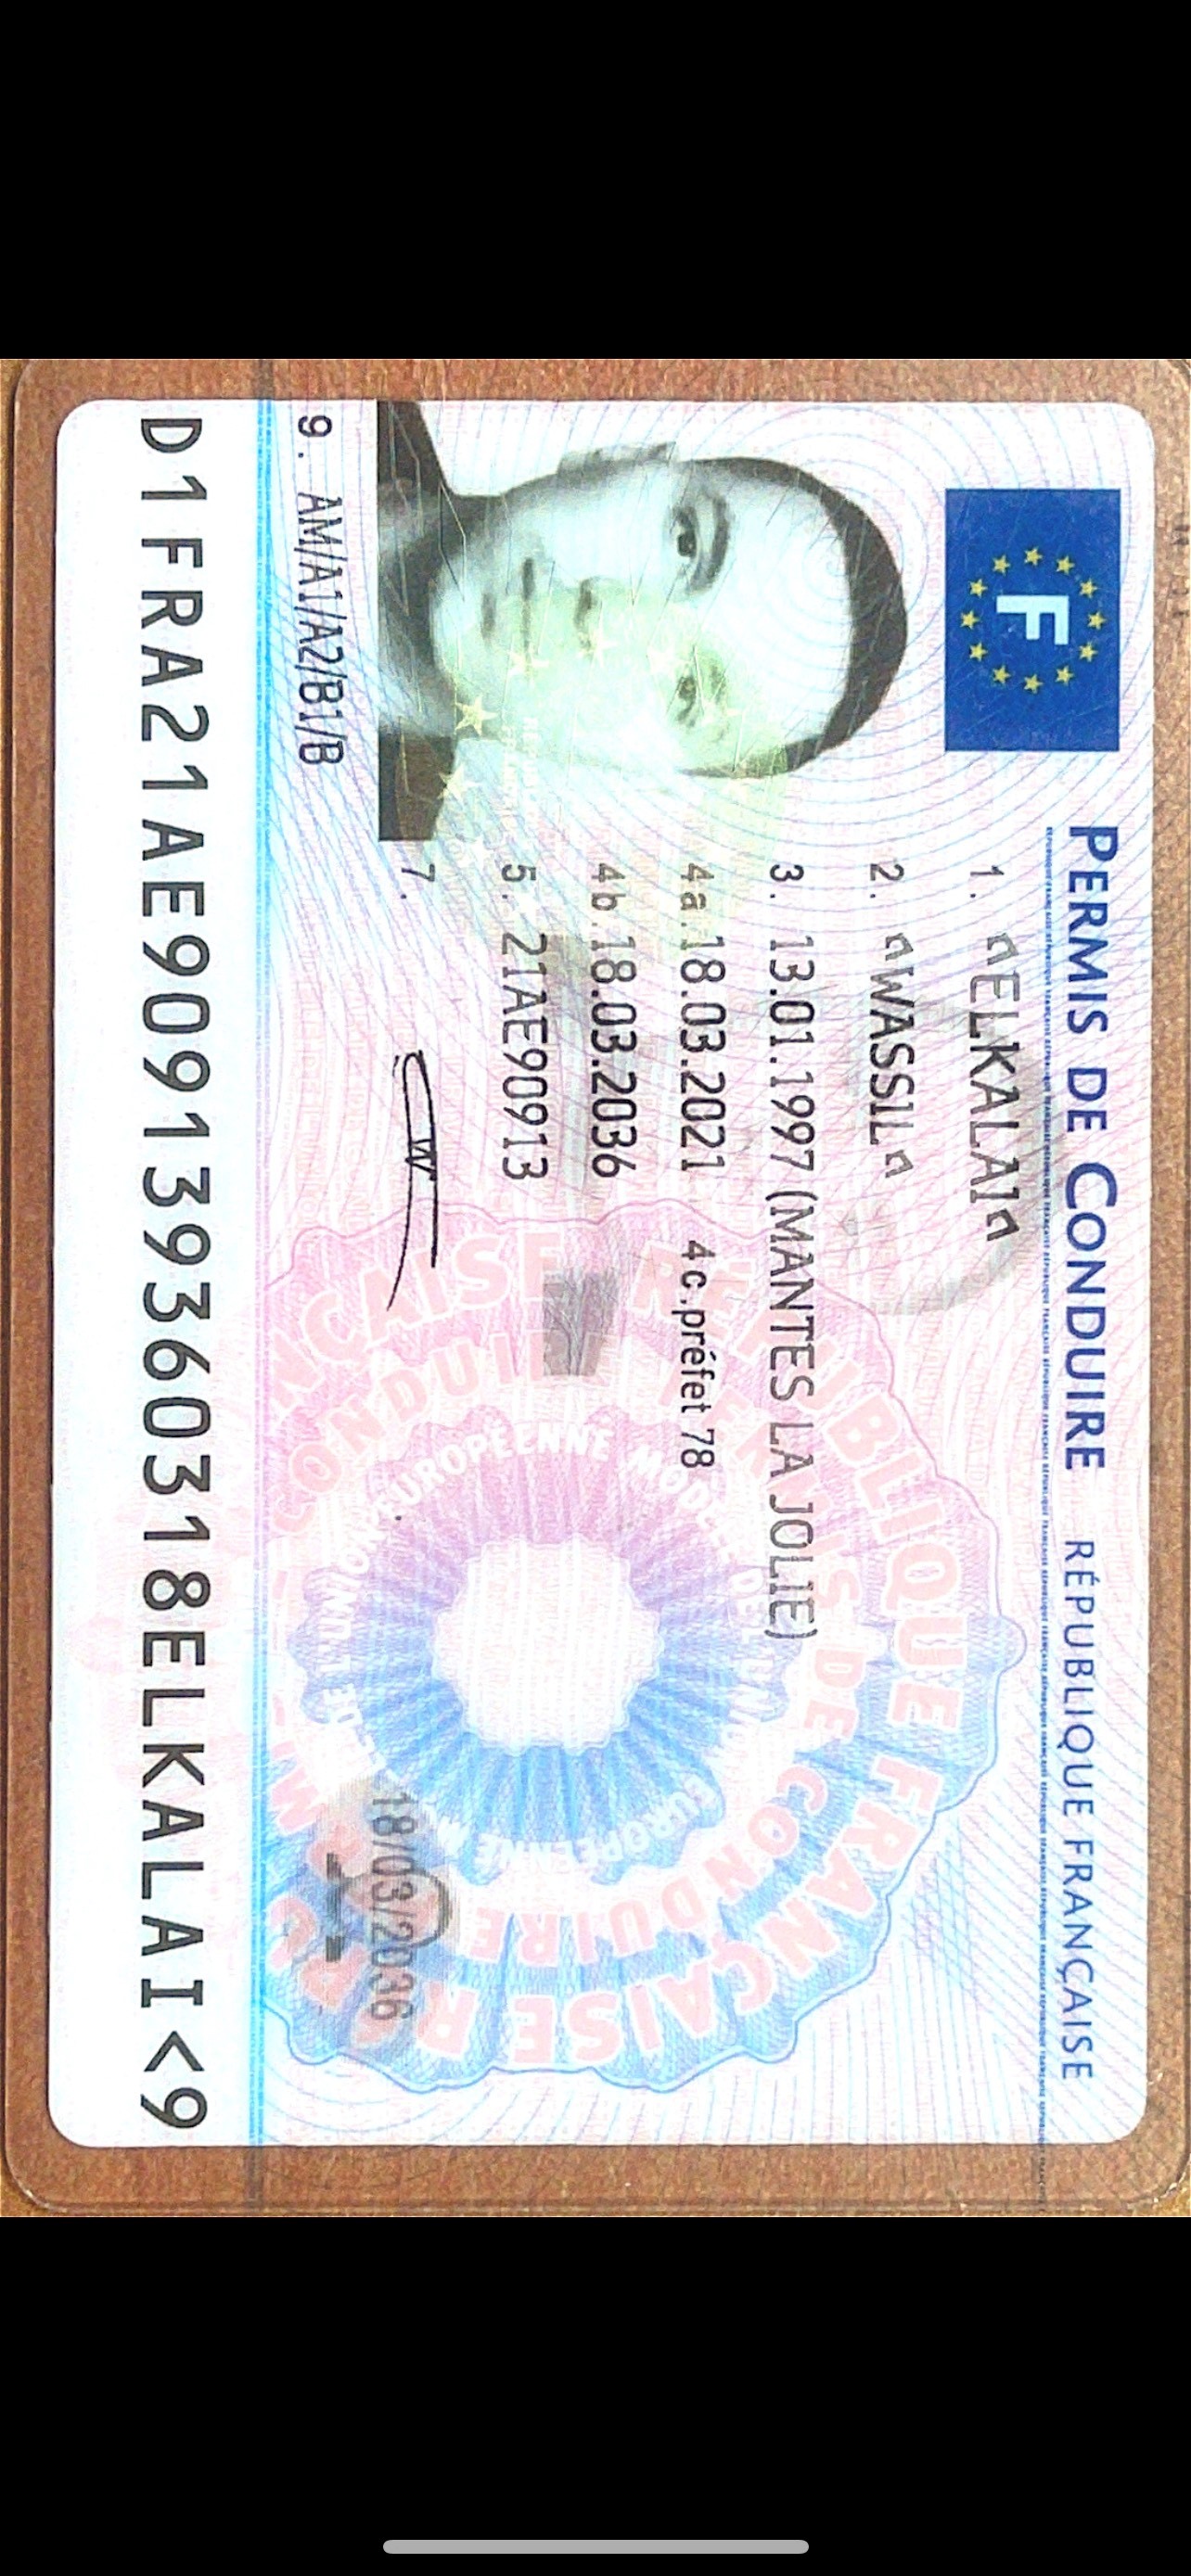 PERMIS DE CONDUIRE RÉPUBLIQUE FRANÇAISE
F
1. ELKALAI
2. WASSIL
3. 13.01.1997 (MANTES LA JOLIE)
4a. 18.03.2021 4c. préfet 78
4b. 18.03.2036
5. 21AE90913
7.
18/03/2036
9. AM/A1/A2/B1/B
D1FRA21AE909139360318ELKALAI<9